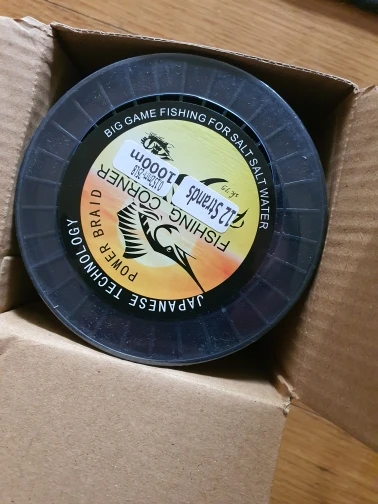 BIG GAME FISHING FOR SALT SALT WATER
1000m
12 Strands
FISHING CORNER
POWER BRAID
JAPANESE TECHNOLOGY